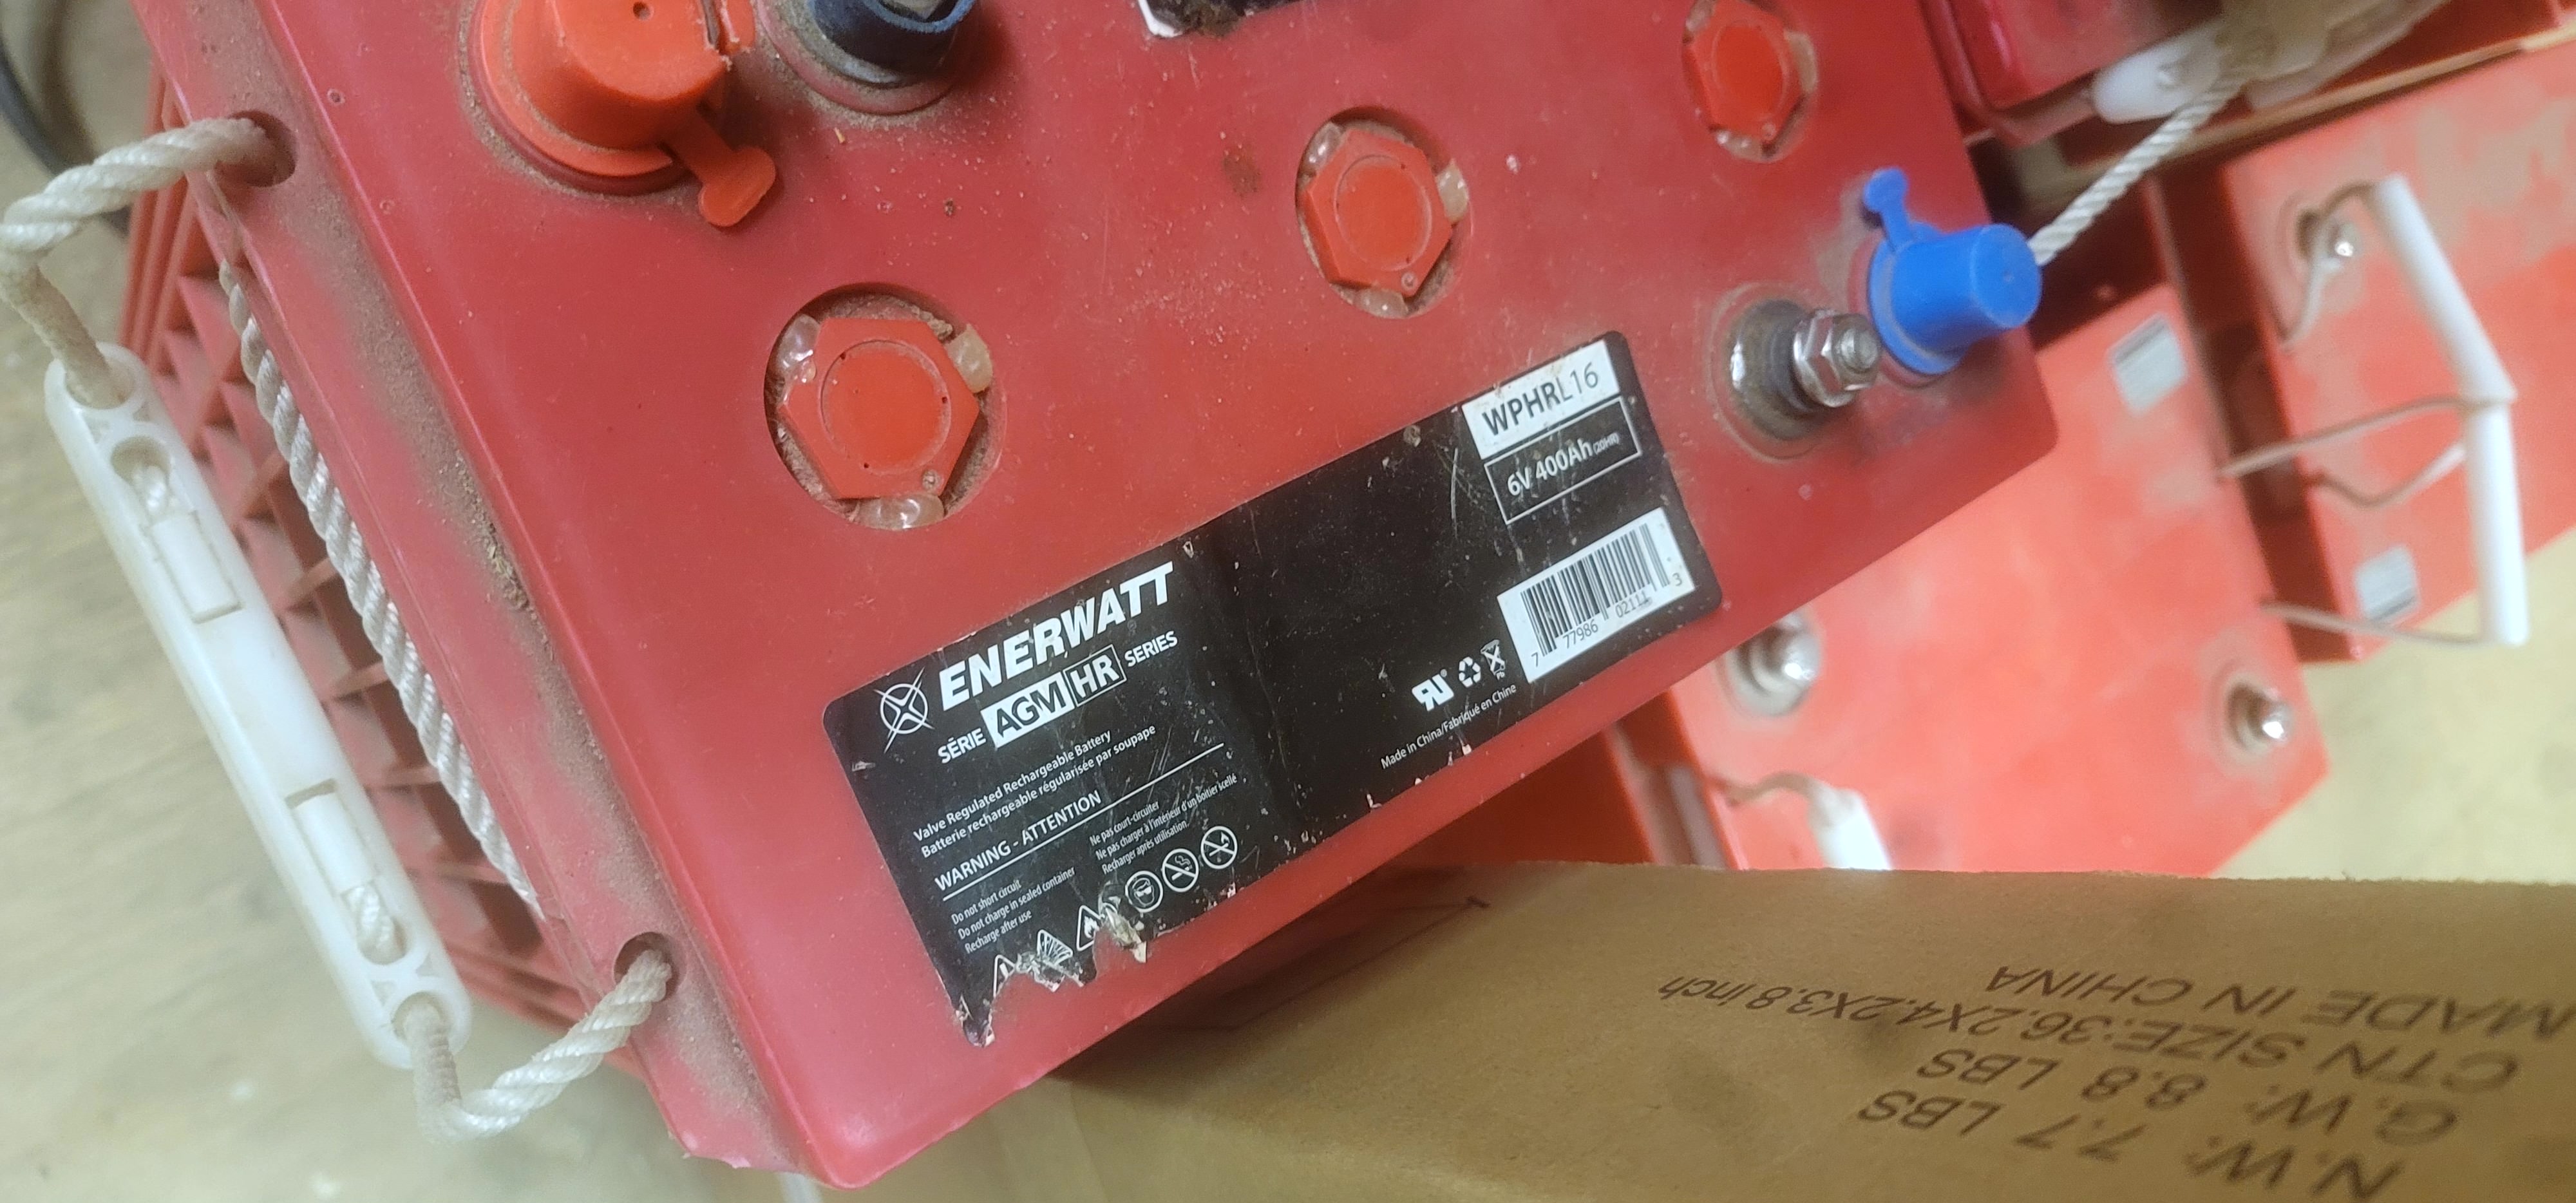 WPHRL16
6V 400Ah (20HR)
ENERWATT
SÉRIE AGM HR SERIES
Valve Regulated Rechargeable Battery
Batterie rechargeable régularisée par soupape
WARNING - ATTENTION
Do not short circuit
Do not charge in sealed container
Recharge after use
Ne pas court-circuiter
Ne pas charger à l'intérieur d'un boitier scellé
Recharger après utilisation.
7 77986 02111 3
Pb
Made in China/Fabriqué en Chine
N.W: 7.7 LBS
G.W: 8.8 LBS
CTN SIZE:36.2X4.2X3.8 inch
MADE IN CHINA